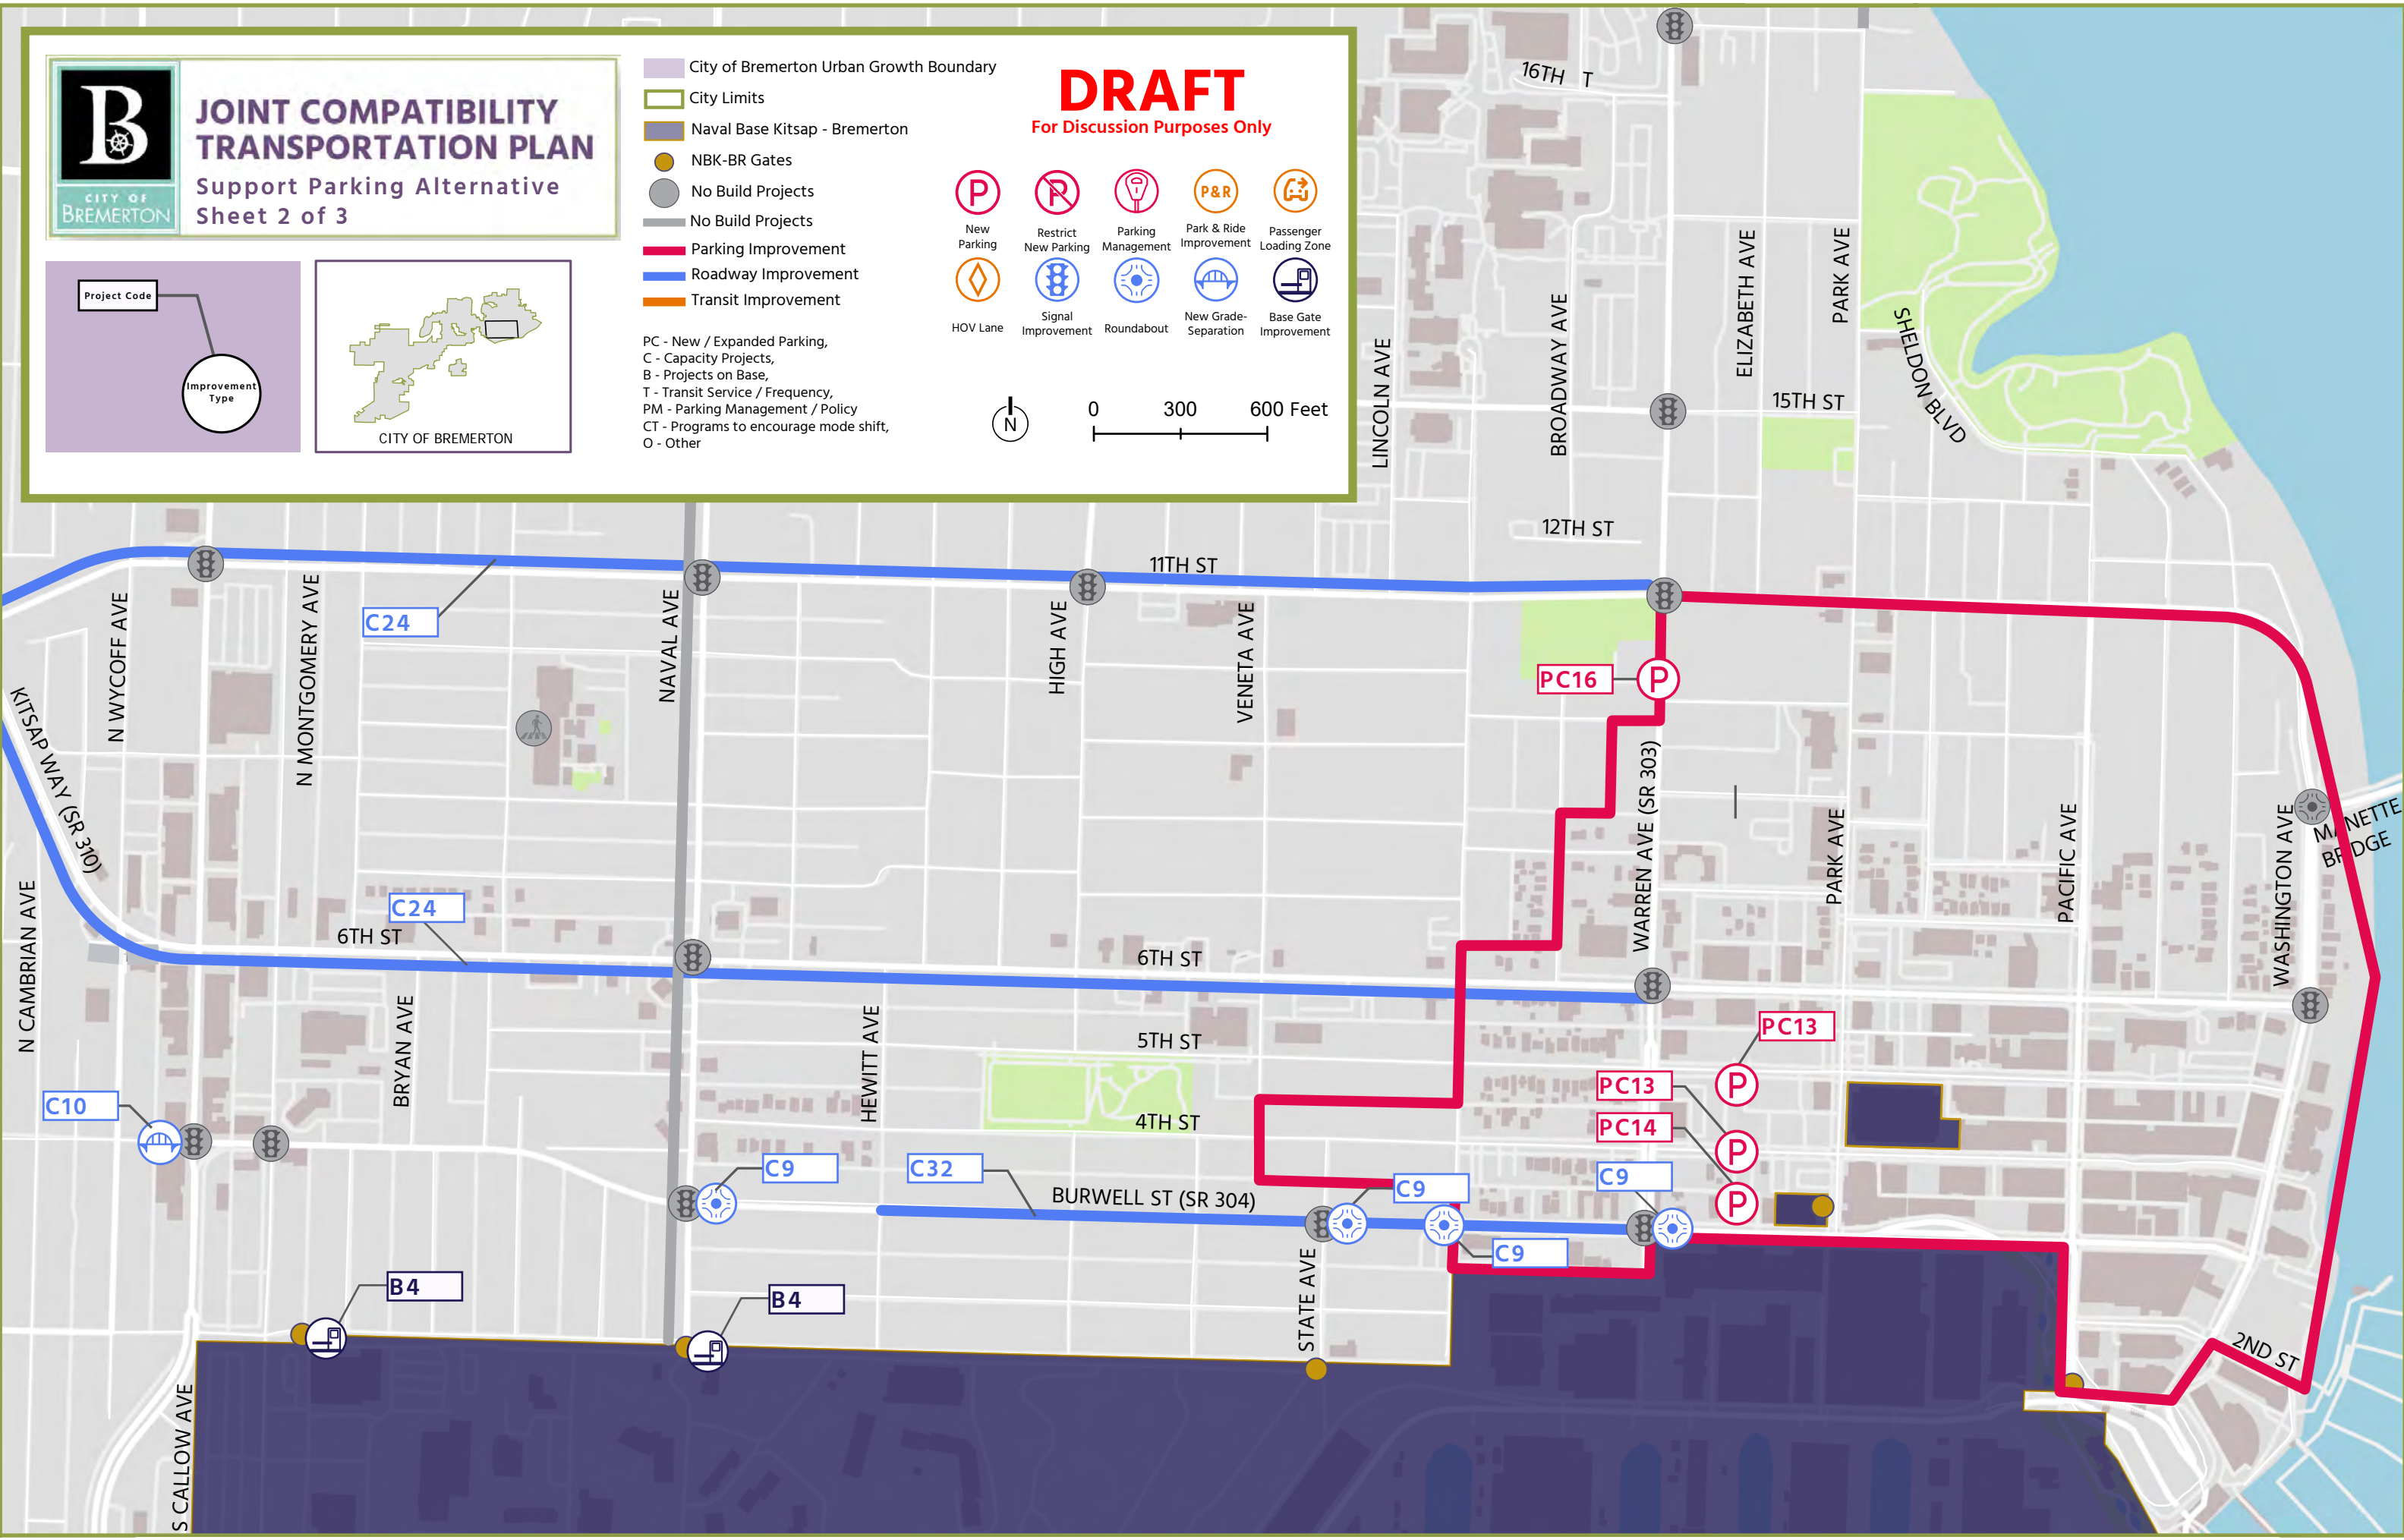 B
CITY OF
BREMERTON
JOINT COMPATIBILITY
TRANSPORTATION PLAN
Support Parking Alternative
Sheet 2 of 3
Project Code
Improvement
Type
CITY OF BREMERTON
City of Bremerton Urban Growth Boundary
City Limits
Naval Base Kitsap - Bremerton
NBK-BR Gates
No Build Projects
No Build Projects
Parking Improvement
Roadway Improvement
Transit Improvement
PC - New / Expanded Parking,
C - Capacity Projects,
B - Projects on Base,
T - Transit Service / Frequency,
PM - Parking Management / Policy
CT - Programs to encourage mode shift,
O - Other
DRAFT
For Discussion Purposes Only
P
P
P&R
New
Parking
Restrict
New Parking
Parking
Management
Park & Ride
Improvement
Passenger
Loading Zone
HOV Lane
Signal
Improvement
Roundabout
New Grade-
Separation
Base Gate
Improvement
N
0 300 600 Feet
16TH T
LINCOLN AVE
BROADWAY AVE
ELIZABETH AVE
PARK AVE
SHELDON BLVD
15TH ST
12TH ST
11TH ST
C24
N WYCOFF AVE
N MONTGOMERY AVE
NAVAL AVE
HIGH AVE
VENETA AVE
PC16
P
KITSAP WAY (SR 310)
WARREN AVE (SR 303)
PARK AVE
PACIFIC AVE
WASHINGTON AVE
MANETTE
BRIDGE
N CAMBRIAN AVE
C24
6TH ST
6TH ST
BRYAN AVE
HEWITT AVE
5TH ST
4TH ST
PC13
P
PC13
P
PC14
P
C10
C9
C32
BURWELL ST (SR 304)
C9
C9
C9
STATE AVE
B4
B4
2ND ST
S CALLOW AVE